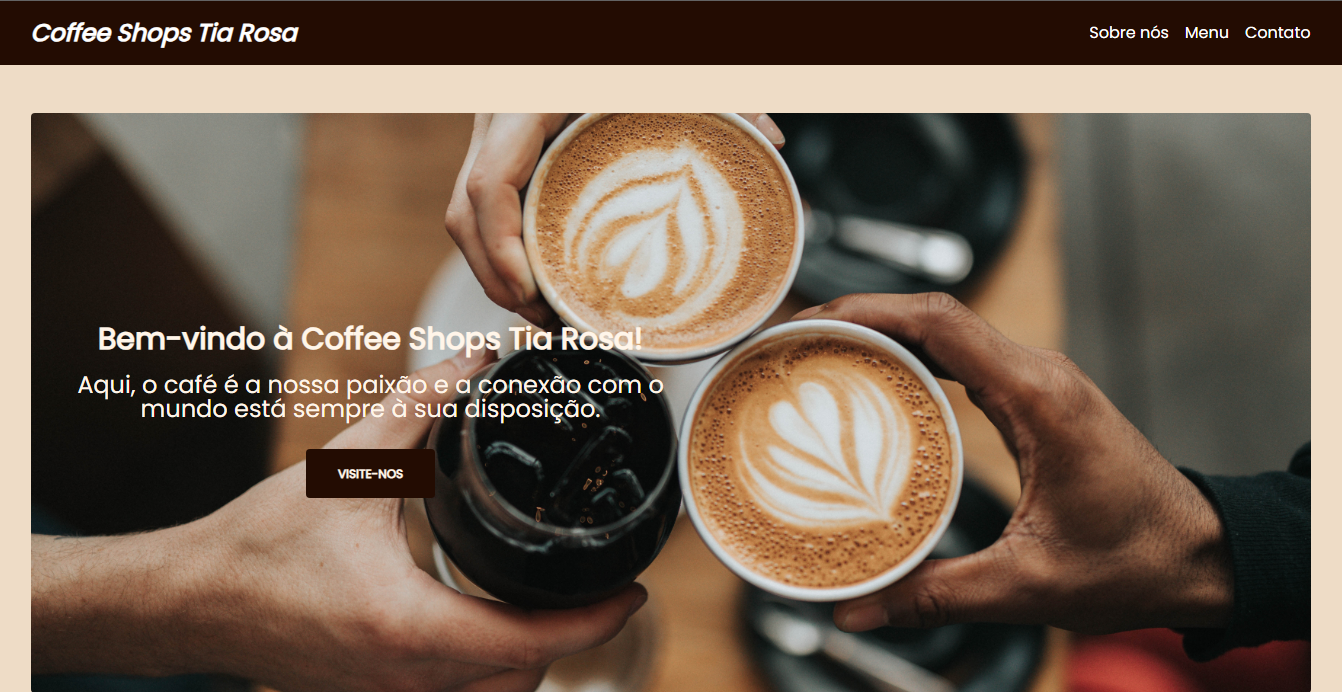 Coffee Shops Tia Rosa
Sobre nós Menu Contato
Bem-vindo à Coffee Shops Tia Rosa!
Aqui, o café é a nossa paixão e a conexão com o
mundo está sempre à sua disposição.
VISITE-NOS